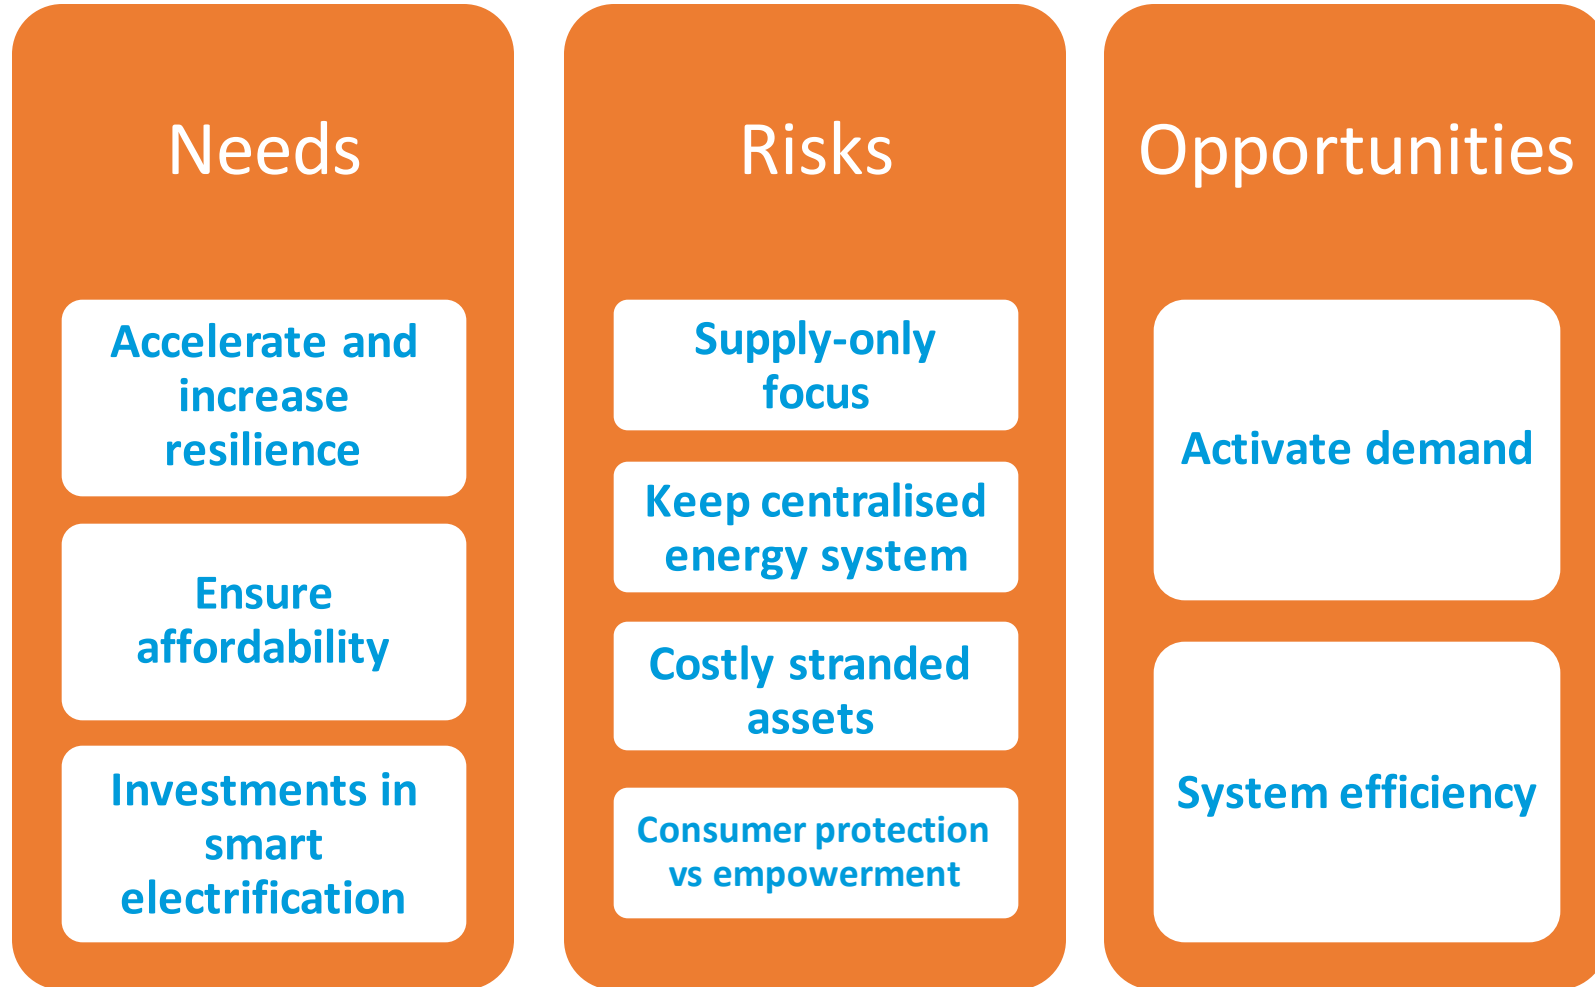 Needs
Accelerate and
increase
resilience
Ensure
affordability
Investments in
smart
electrification
Risks
Supply-only
focus
Keep centralised
energy system
Costly stranded
assets
Consumer protection
vs empowerment
Opportunities
Activate demand
System efficiency